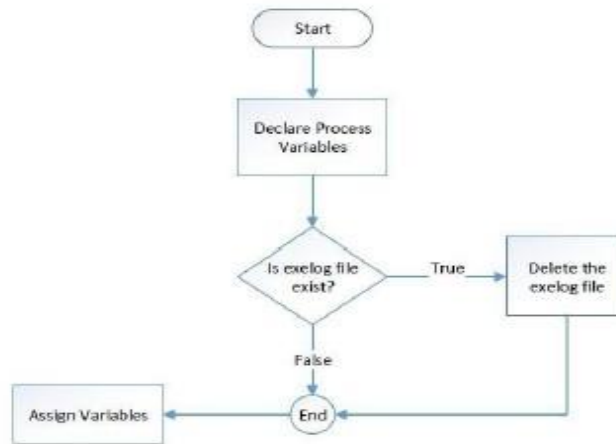 Start
Declare Process
Variables
Is exelog file
exist?
True
Delete the
exelog file
False
End
Assign Variables